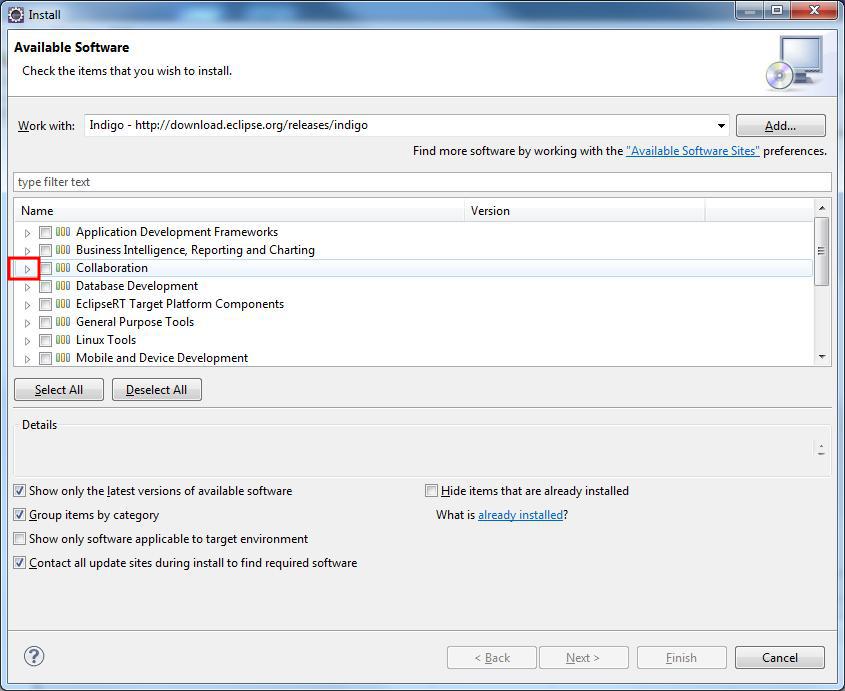 Install
Available Software
Check the items that you wish to install.
Work with: Indigo - http://download.eclipse.org/releases/indigo Add...
Find more software by working with the "Available Software Sites" preferences.
type filter text
Name Version
Application Development Frameworks
Business Intelligence, Reporting and Charting
Collaboration
Database Development
EclipseRT Target Platform Components
General Purpose Tools
Linux Tools
Mobile and Device Development
Select All Deselect All
Details
Show only the latest versions of available software Hide items that are already installed
Group items by category What is already installed?
Show only software applicable to target environment
Contact all update sites during install to find required software
? < Back Next > Finish Cancel